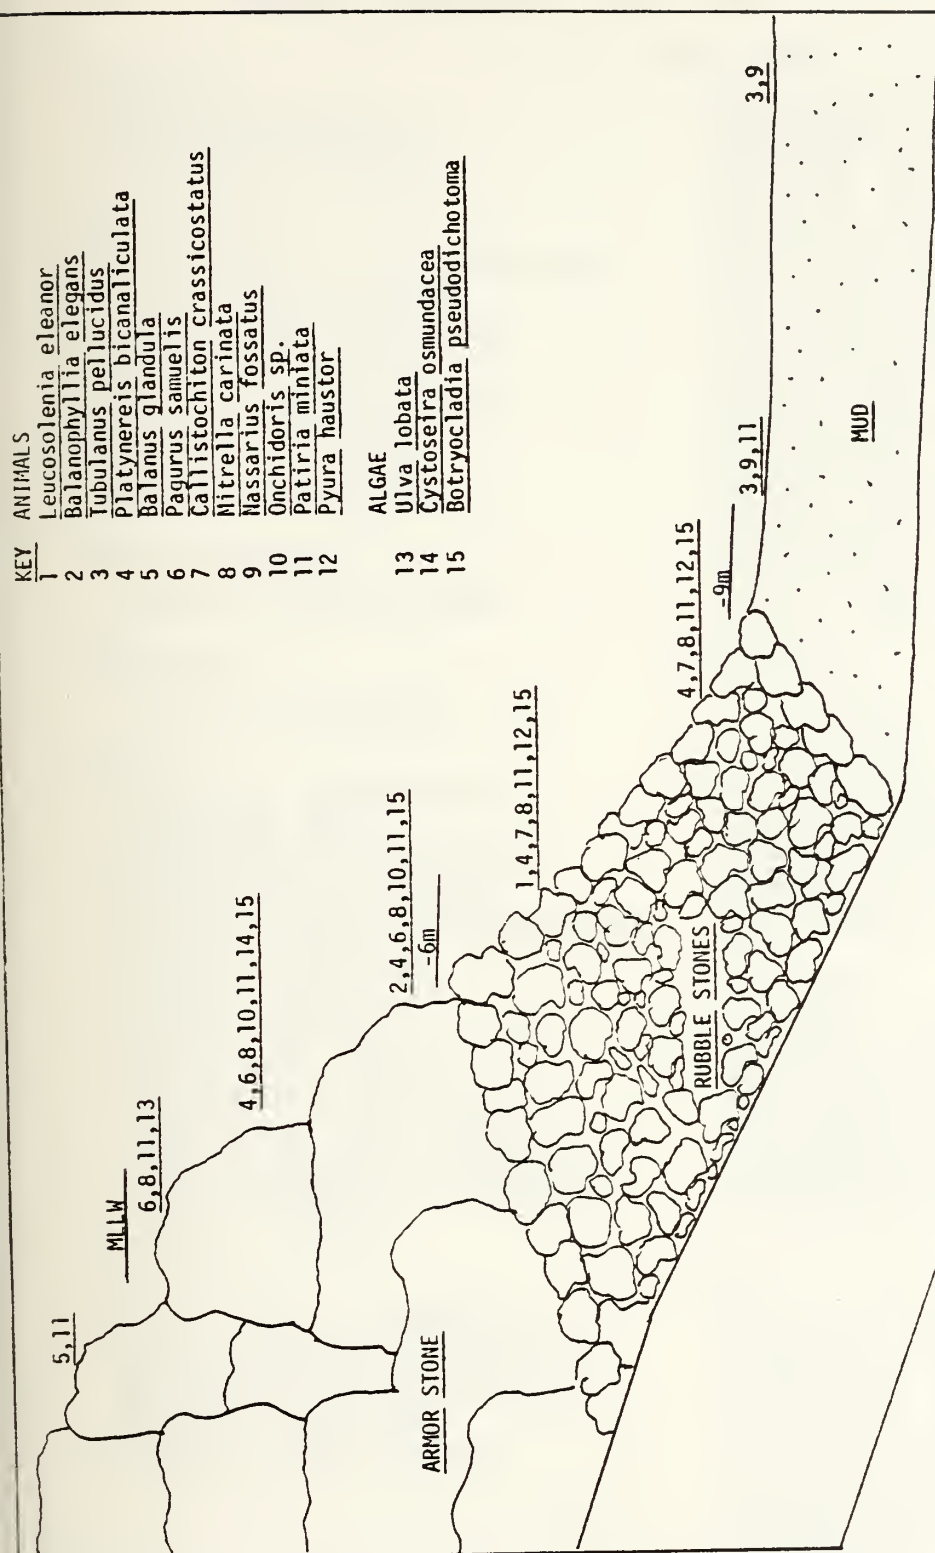 KEY ANIMALS
1 Leucosolenia eleanor
2 Balanophyllia elegans
3 Tubulanus pellucidus
4 Platynereis bicanaliculata
5 Balanus glandula
6 Pagurus samuelis
7 Callistochiton crassicostatus
8 Mitrella carinata
9 Nassarius fossatus
10 Onchidoris sp.
11 Patiria miniata
12 Pyura haustor
ALGAE
13 Ulva lobata
14 Cystoseira osmundacea
15 Botryocladia pseudodichotoma
5,11
MLLW
6,8,11,13
4,6,8,10,11,14,15
2,4,6,8,10,11,15
-6m
1,4,7,8,11,12,15
4,7,8,11,12,15
-9m
3,9,11
3,9
ARMOR STONE
RUBBLE STONES
MUD